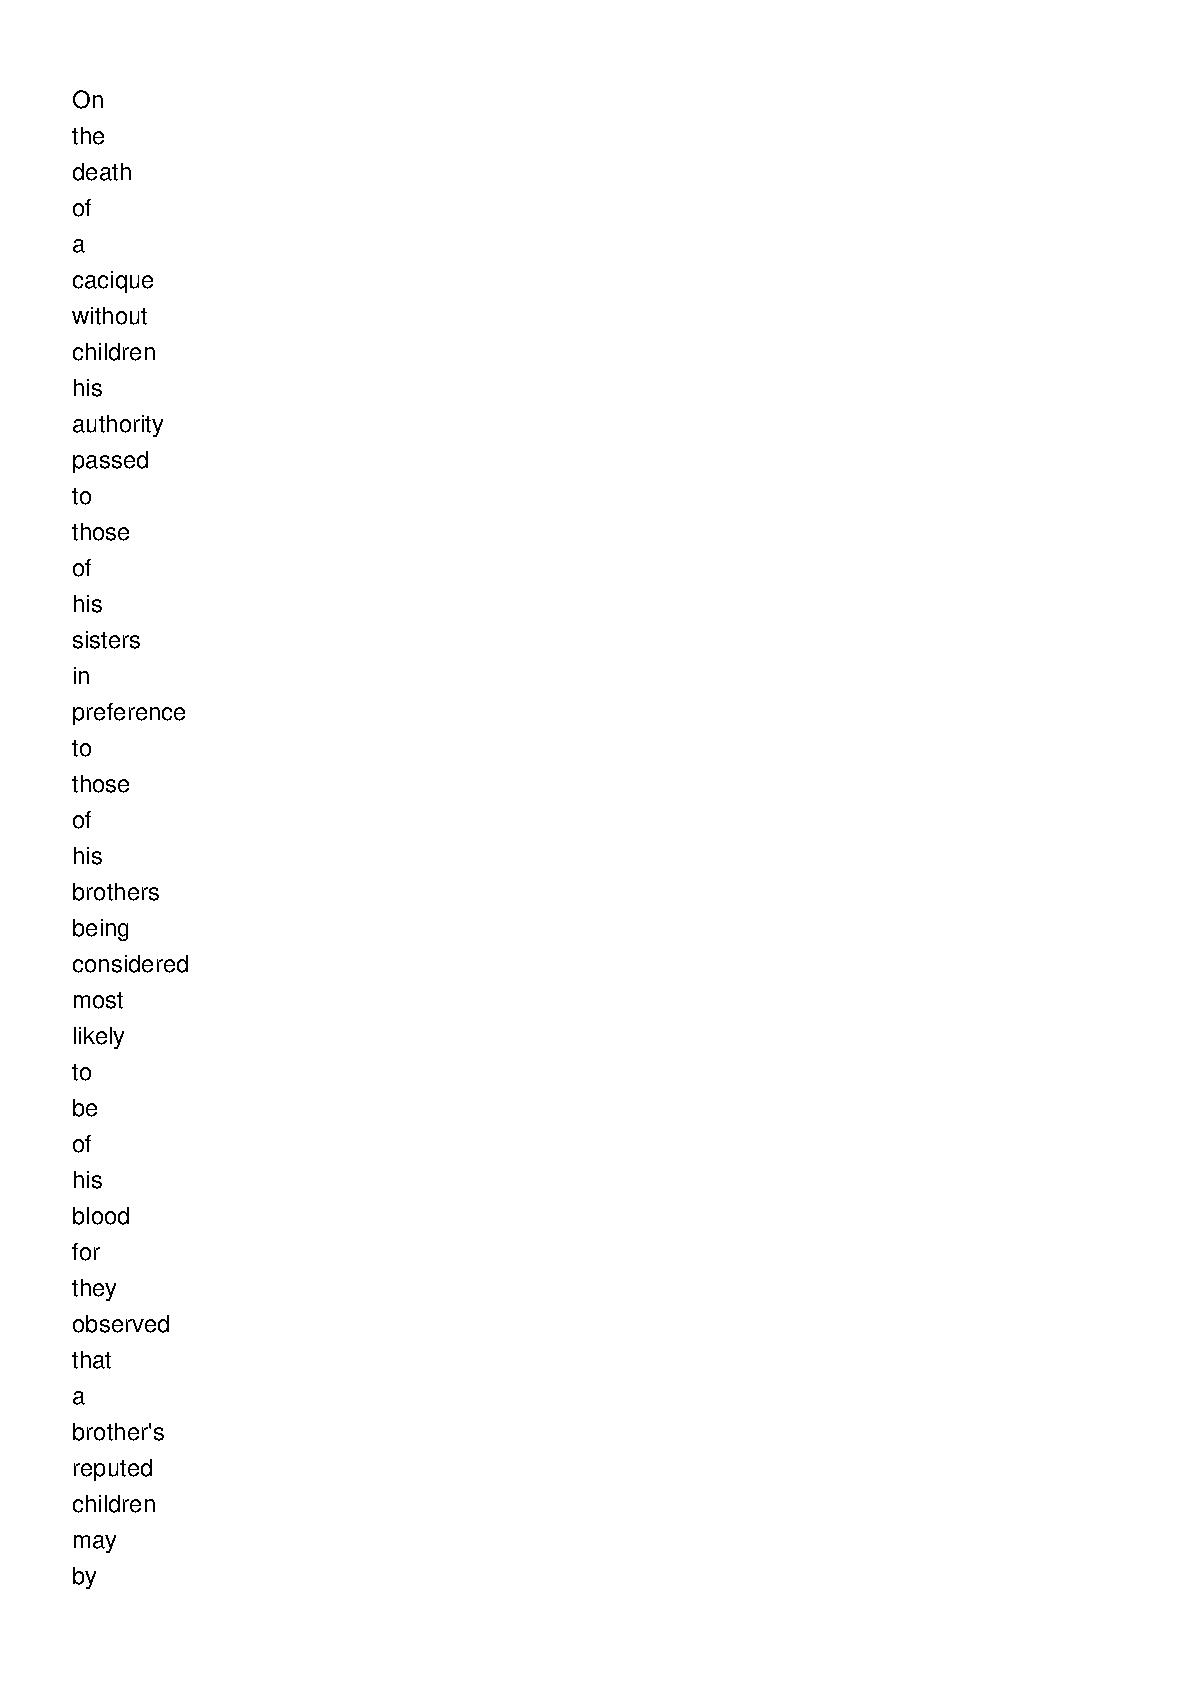 On
the
death
of
a
cacique
without
children
his
authority
passed
to
those
of
his
sisters
in
preference
to
those
of
his
brothers
being
considered
most
likely
to
be
of
his
blood
for
they
observed
that
a
brother's
reputed
children
may
by